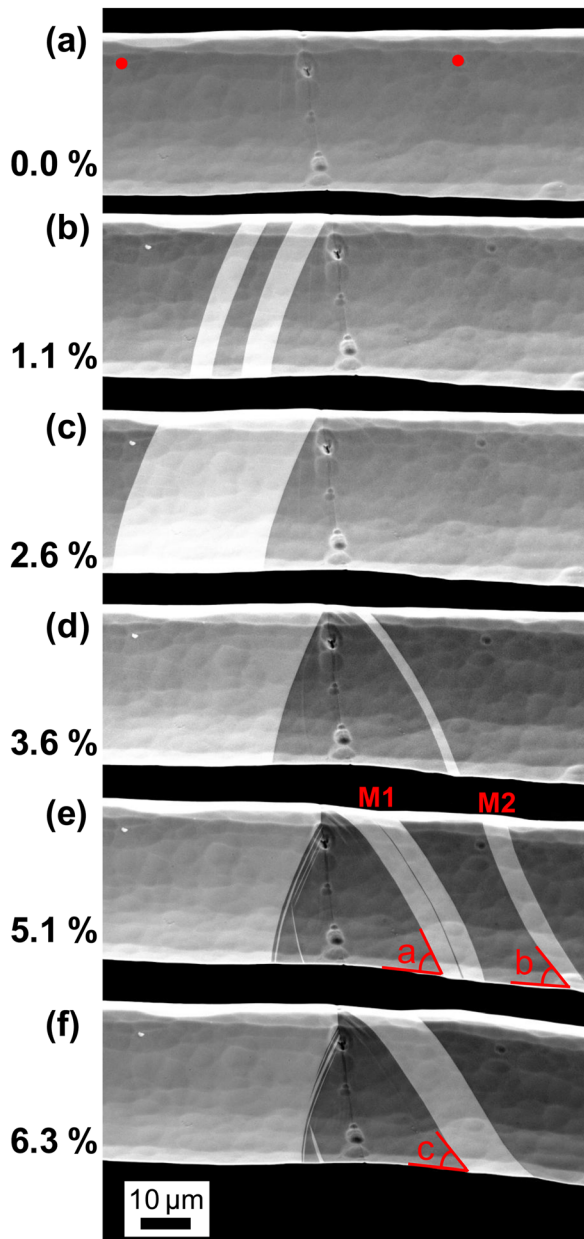 (a)
0.0 %
(b)
1.1 %
(c)
2.6 %
(d)
3.6 %
M1 M2
(e)
a b
5.1 %
(f)
c
6.3 %
10 µm